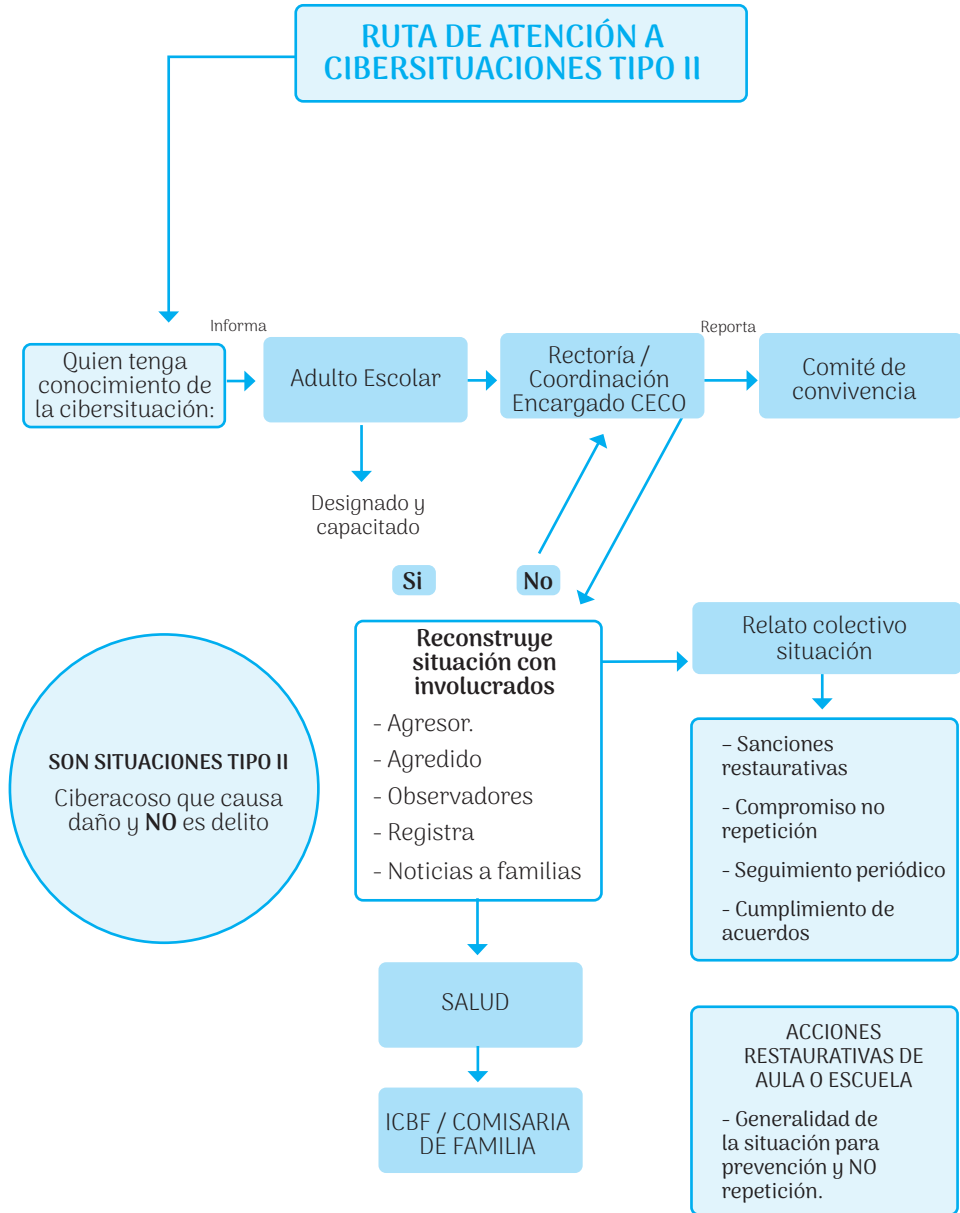 RUTA DE ATENCIÓN A
CIBERSITUACIONES TIPO II
Informa
Reporta
Quien tenga
conocimiento de
la cibersituación:
Adulto Escolar
Rectoría /
Coordinación
Encargado CECO
Comité de
convivencia
Designado y
capacitado
Si
No
Reconstruye
situación con
involucrados
- Agresor.
- Agredido
- Observadores
- Registra
- Noticias a familias
Relato colectivo
situación
– Sanciones
restaurativas
- Compromiso no
repetición
- Seguimiento periódico
- Cumplimiento de
acuerdos
SON SITUACIONES TIPO II
Ciberacoso que causa
daño y NO es delito
SALUD
ICBF / COMISARIA
DE FAMILIA
ACCIONES
RESTAURATIVAS DE
AULA O ESCUELA
- Generalidad de
la situación para
prevención y NO
repetición.